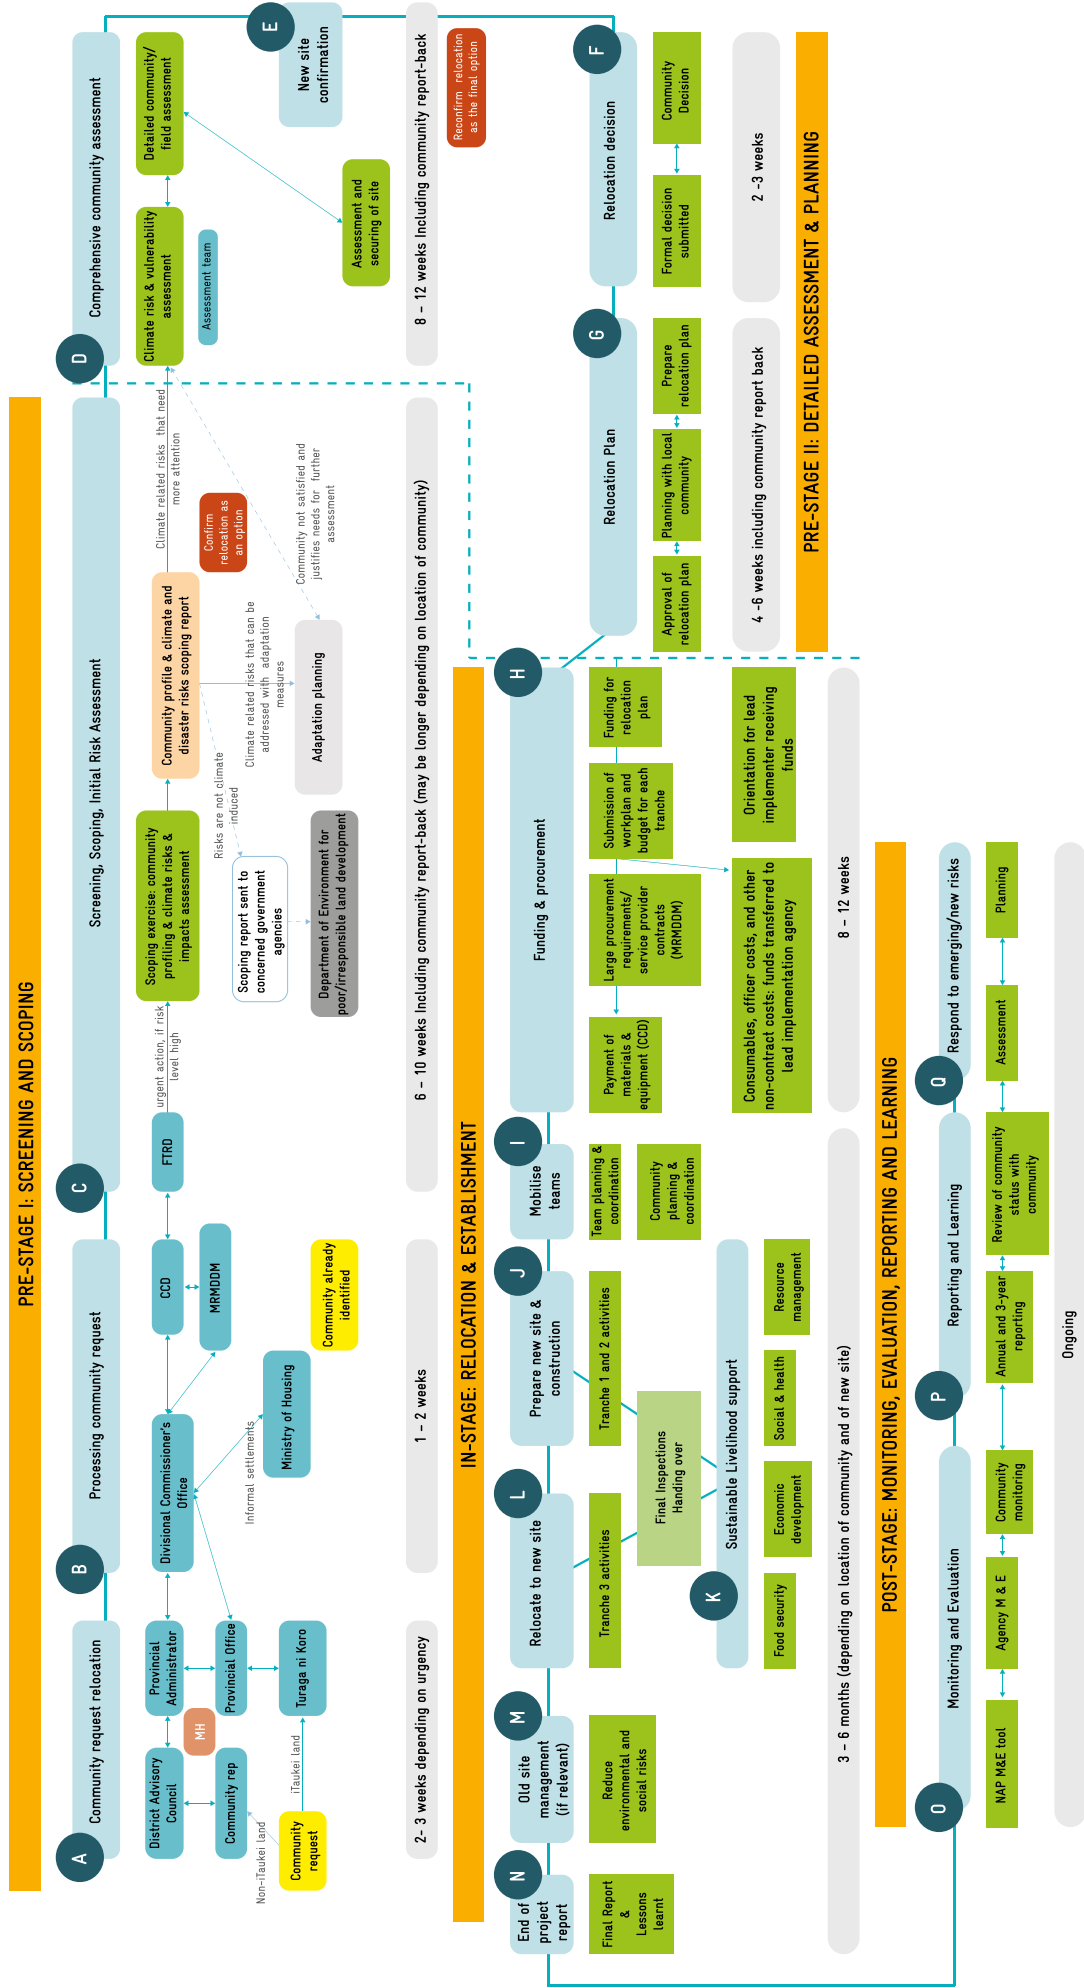 PRE-STAGE I: SCREENING AND SCOPING
A
Community request relocation
District Advisory
Council
Provincial
Administrator
MH
Community rep
Provincial Office
Non-iTaukei land
Community
request
iTaukei land
Turaga ni Koro
2- 3 weeks depending on urgency
B
Processing community request
Divisional Commissioner's
Office
CCD
MRMDDM
Informal settlements
Ministry of Housing
Community already
identified
1 - 2 weeks
C
Screening, Scoping, Initial Risk Assessment
FTRD
urgent action, if risk
level high
Scoping exercise: community
profiling & climate risks &
impacts assessment
Community profile & climate and
disaster risks scoping report
Climate related risks that need
more attention
Confirm
relocation as
an option
Risks are not climate
induced
Climate related risks that can be
addressed with adaptation
measures
Community not satisfied and
justifies needs for further
assessment
Scoping report sent to
concerned government
agencies
Adaptation planning
Department of Environment for
poor/irresponsible land development
6 - 10 weeks Including community report-back (may be longer depending on location of community)
D
Comprehensive community assessment
Climate risk & vulnerability
assessment
Detailed community/
field assessment
Assessment team
Assessment and
securing of site
E
New site
confirmation
8 - 12 weeks Including community report-back
Reconfirm relocation
as the final option
F
Relocation decision
Formal decision
submitted
Community
Decision
2 -3 weeks
G
Relocation Plan
Approval of
relocation plan
Planning with local
community
Prepare
relocation plan
4 -6 weeks including community report back
PRE-STAGE II: DETAILED ASSESSMENT & PLANNING
IN-STAGE: RELOCATION & ESTABLISHMENT
H
Funding & procurement
Payment of
materials &
equipment (CCD)
Large procurement
requirements/
service provider
contracts
(MRMDDM)
Submission of
workplan and
budget for each
tranche
Funding for
relocation
plan
Consumables, officer costs, and other
non-contract costs: funds transferred to
lead implementation agency
Orientation for lead
implementer receiving
funds
8 - 12 weeks
I
Mobilise
teams
Team planning &
coordination
Community
planning &
coordination
J
Prepare new site &
construction
Tranche 1 and 2 activities
L
Relocate to new site
Tranche 3 activities
Final Inspections
Handing over
K
Sustainable Livelihood support
Food security
Economic
development
Social & health
Resource
management
M
Old site
management
(if relevant)
Reduce
environmental and
social risks
N
End of
project
report
Final Report
&
Lessons
learnt
3 - 6 months (depending on location of community and of new site)
POST-STAGE: MONITORING, EVALUATION, REPORTING AND LEARNING
O
Monitoring and Evaluation
NAP M&E tool
Agency M & E
Community
monitoring
P
Reporting and Learning
Annual and 3-year
reporting
Review of community
status with
community
Q
Respond to emerging/new risks
Assessment
Planning
Ongoing